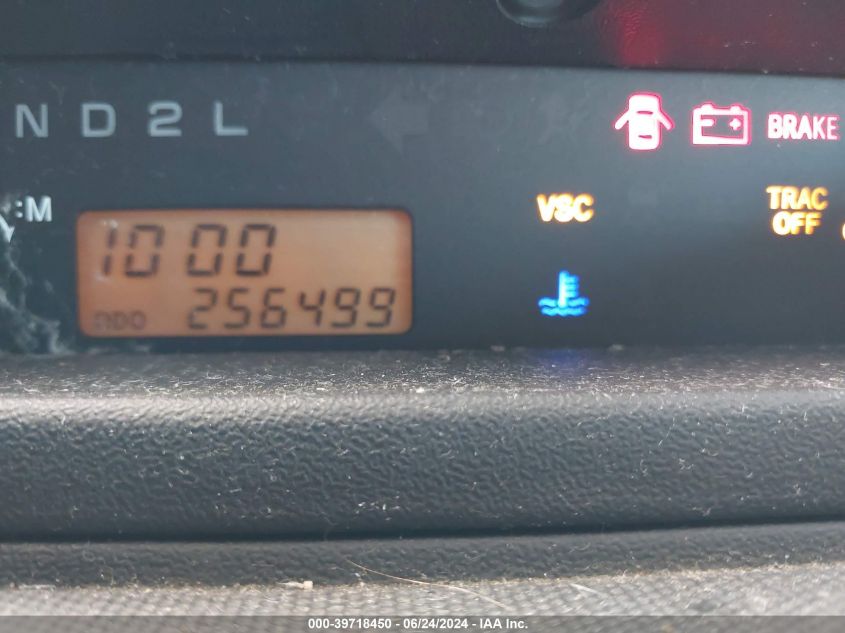 N D 2 L
BRAKE
:M
VSC
TRAC
OFF
10 00
ODO 256499
000-39718450 - 06/24/2024 - IAA Inc.